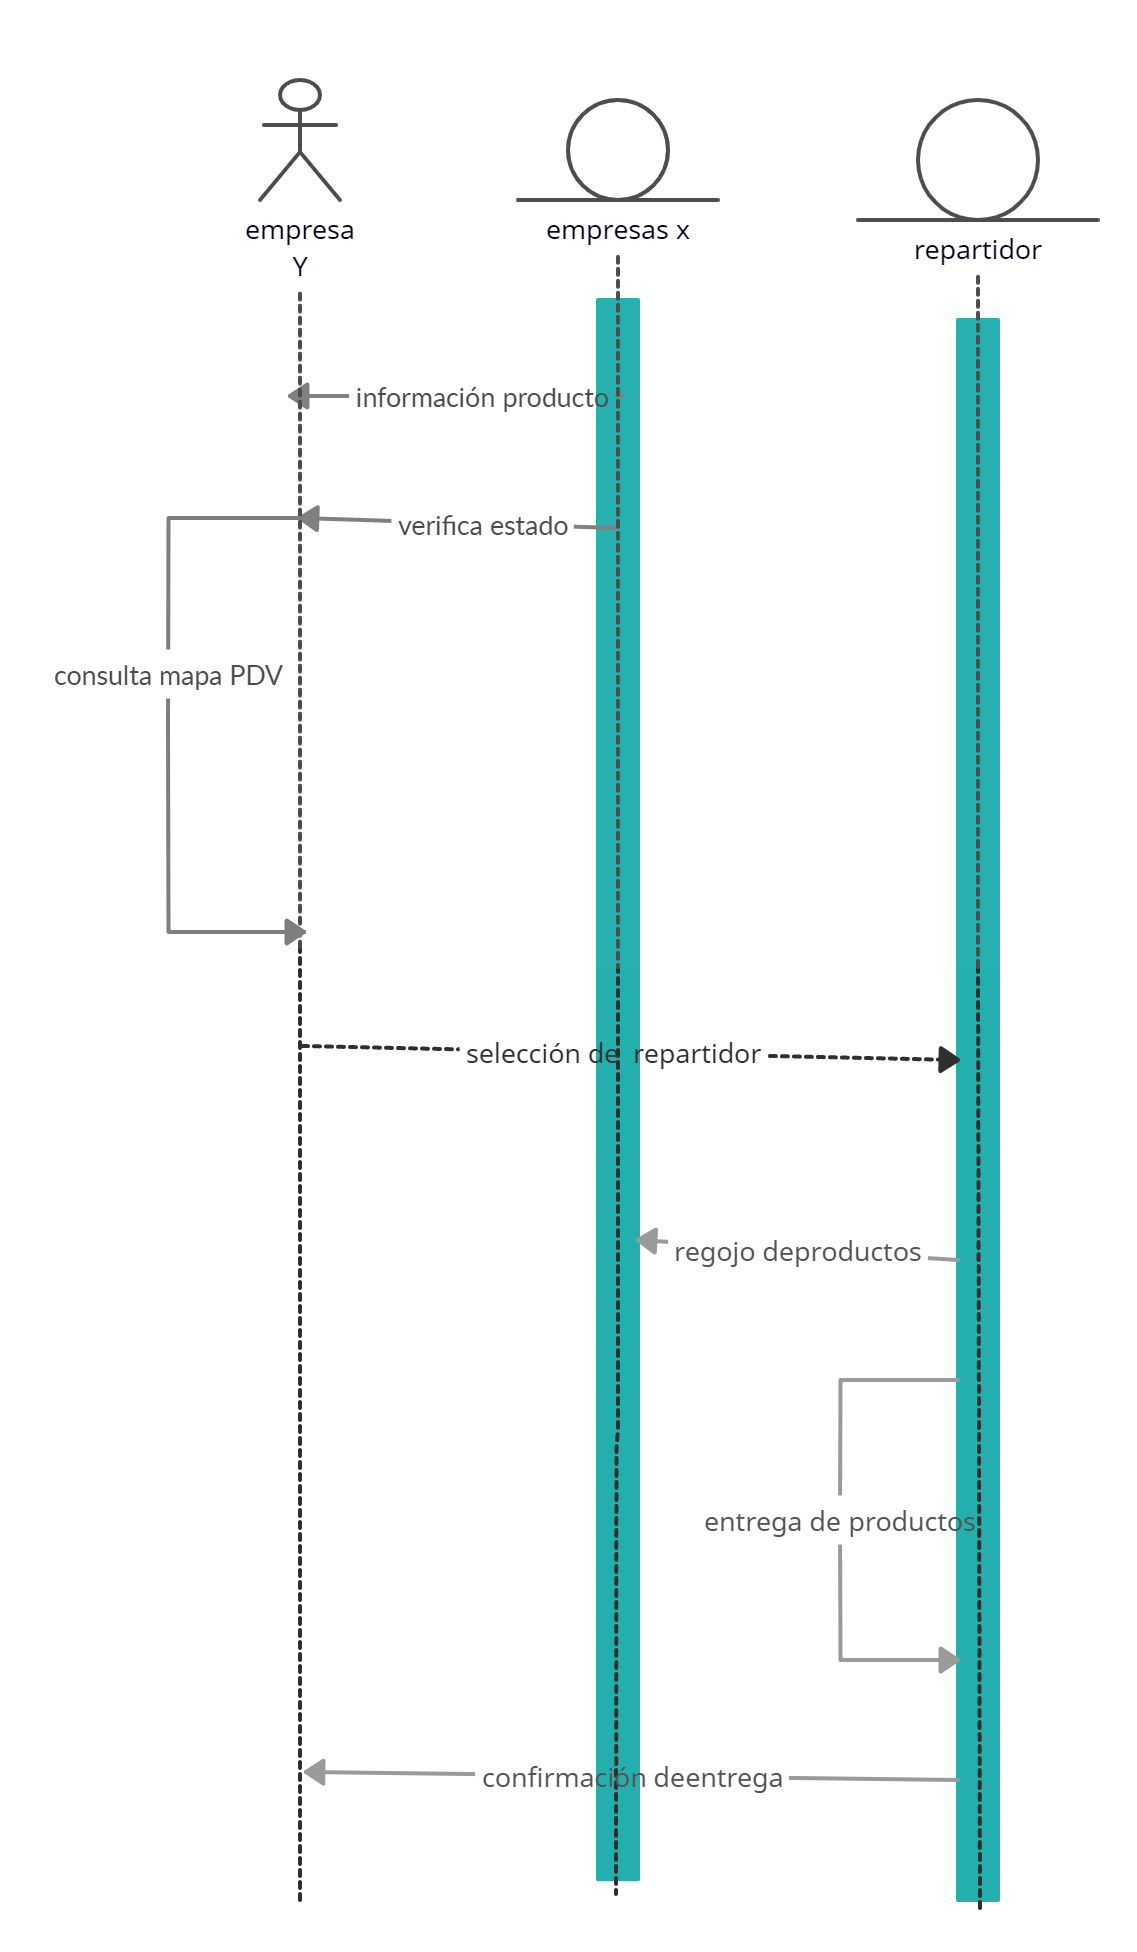 empresa
Y
empresas x
repartidor
información producto
verifica estado
consulta mapa PDV
selección de  repartidor
regojo deproductos
entrega de productos
confirmación deentrega